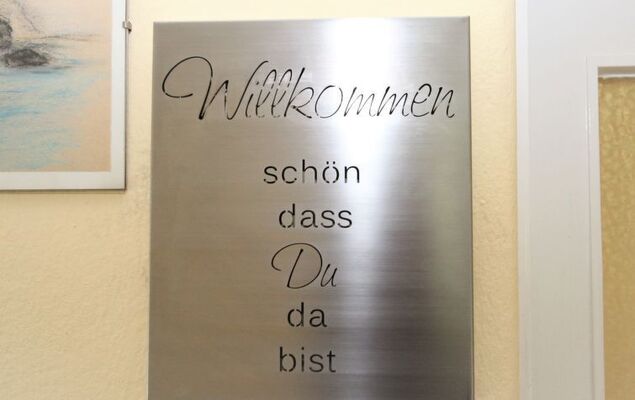 Willkommen
schön
dass
Du
da
bist